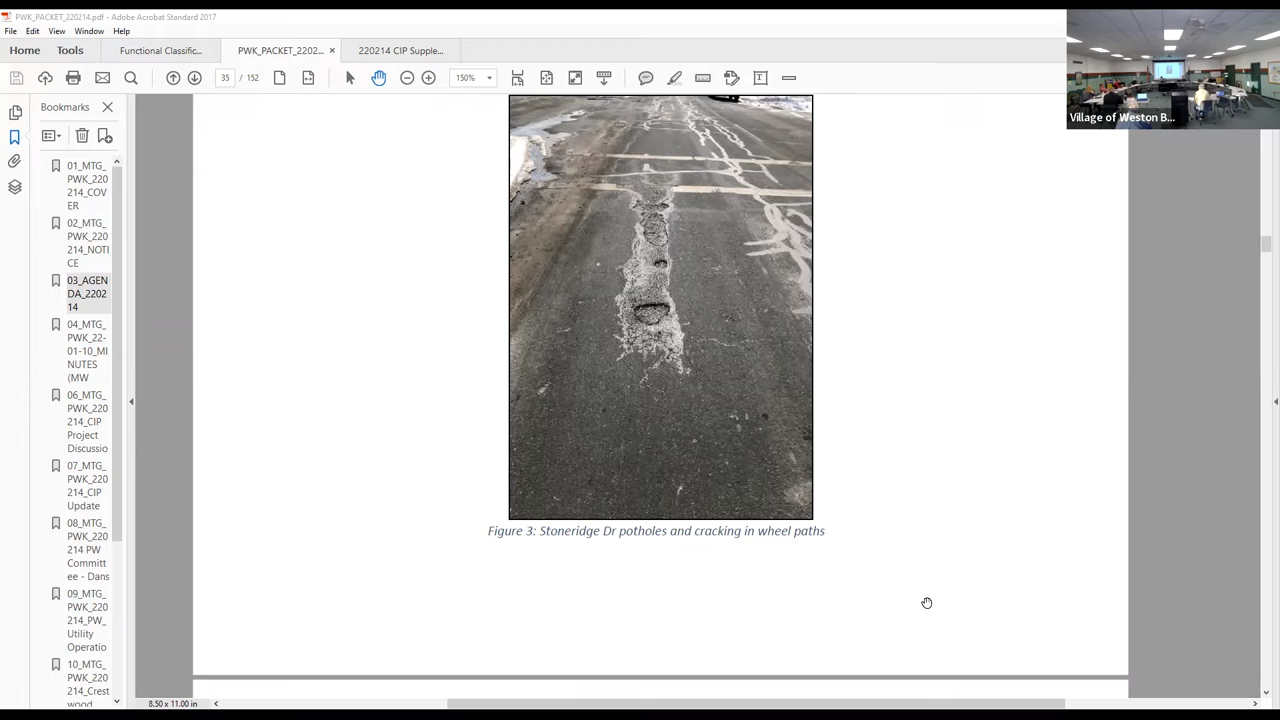 PWK_PACKET_220214.pdf - Adobe Acrobat Standard 2017
File Edit View Window Help
Home Tools Functional Classific... PWK_PACKET_2202... × 220214 CIP Supple...
35 / 152 150%
Bookmarks
01_MTG_
PWK_220
214_COV
ER
02_MTG_
PWK_220
214_NOTI
CE
03_AGEN
DA_2202
14
04_MTG_
PWK_22-
01-10_MI
NUTES
(MW
06_MTG_
PWK_220
214_CIP
Project
Discussio
07_MTG_
PWK_220
214_CIP
Update
08_MTG_
PWK_220
214 PW
Committ
ee - Dans
09_MTG_
PWK_220
214_PW_
Utility
Operatio
10_MTG_
PWK_220
214_Crest
wood
Village of Weston B...
Figure 3: Stoneridge Dr potholes and cracking in wheel paths
8.50 x 11.00 in